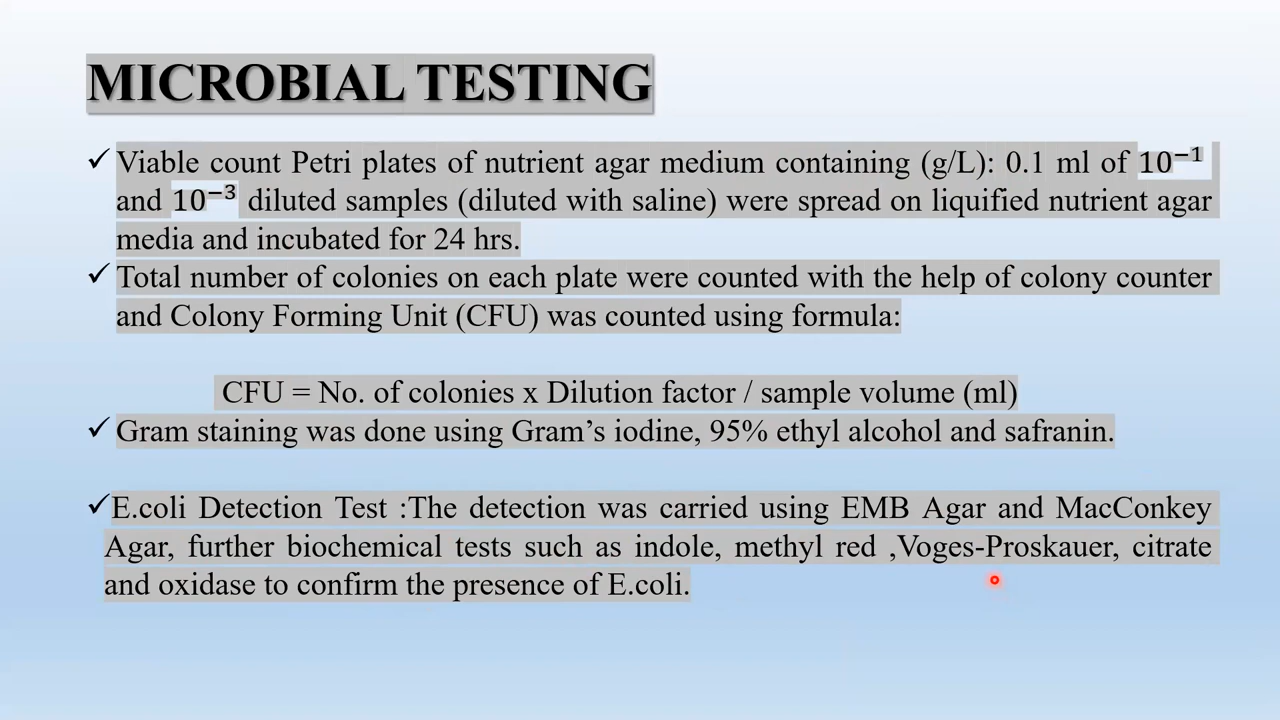 MICROBIAL TESTING
✓ Viable count Petri plates of nutrient agar medium containing (g/L): 0.1 ml of 10⁻¹
and 10⁻³ diluted samples (diluted with saline) were spread on liquified nutrient agar
media and incubated for 24 hrs.
✓ Total number of colonies on each plate were counted with the help of colony counter
and Colony Forming Unit (CFU) was counted using formula:
CFU = No. of colonies x Dilution factor / sample volume (ml)
✓ Gram staining was done using Gram’s iodine, 95% ethyl alcohol and safranin.
✓E.coli Detection Test :The detection was carried using EMB Agar and MacConkey
Agar, further biochemical tests such as indole, methyl red ,Voges-Proskauer, citrate
and oxidase to confirm the presence of E.coli.